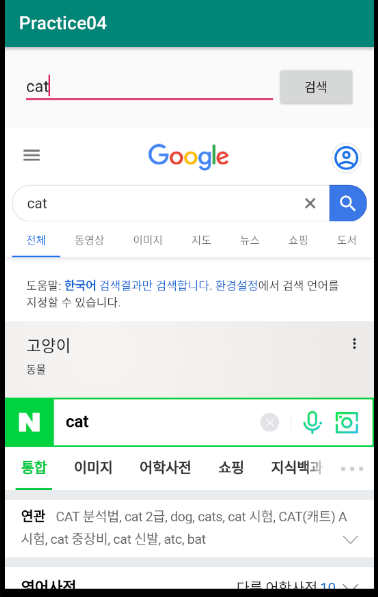 Practice04
cat 검색
Google
cat
전체 동영상 이미지 지도 뉴스 쇼핑 도서
도움말: 한국어 검색결과만 검색합니다. 환경설정에서 검색 언어를
지정할 수 있습니다.
고양이
동물
N cat
통합 이미지 어학사전 쇼핑 지식백과
연관 CAT 분석법, cat 2급, dog, cats, cat 시험, CAT(캐트) A
시험, cat 중장비, cat 신발, atc, bat
영어사전 다른 어학사전 10